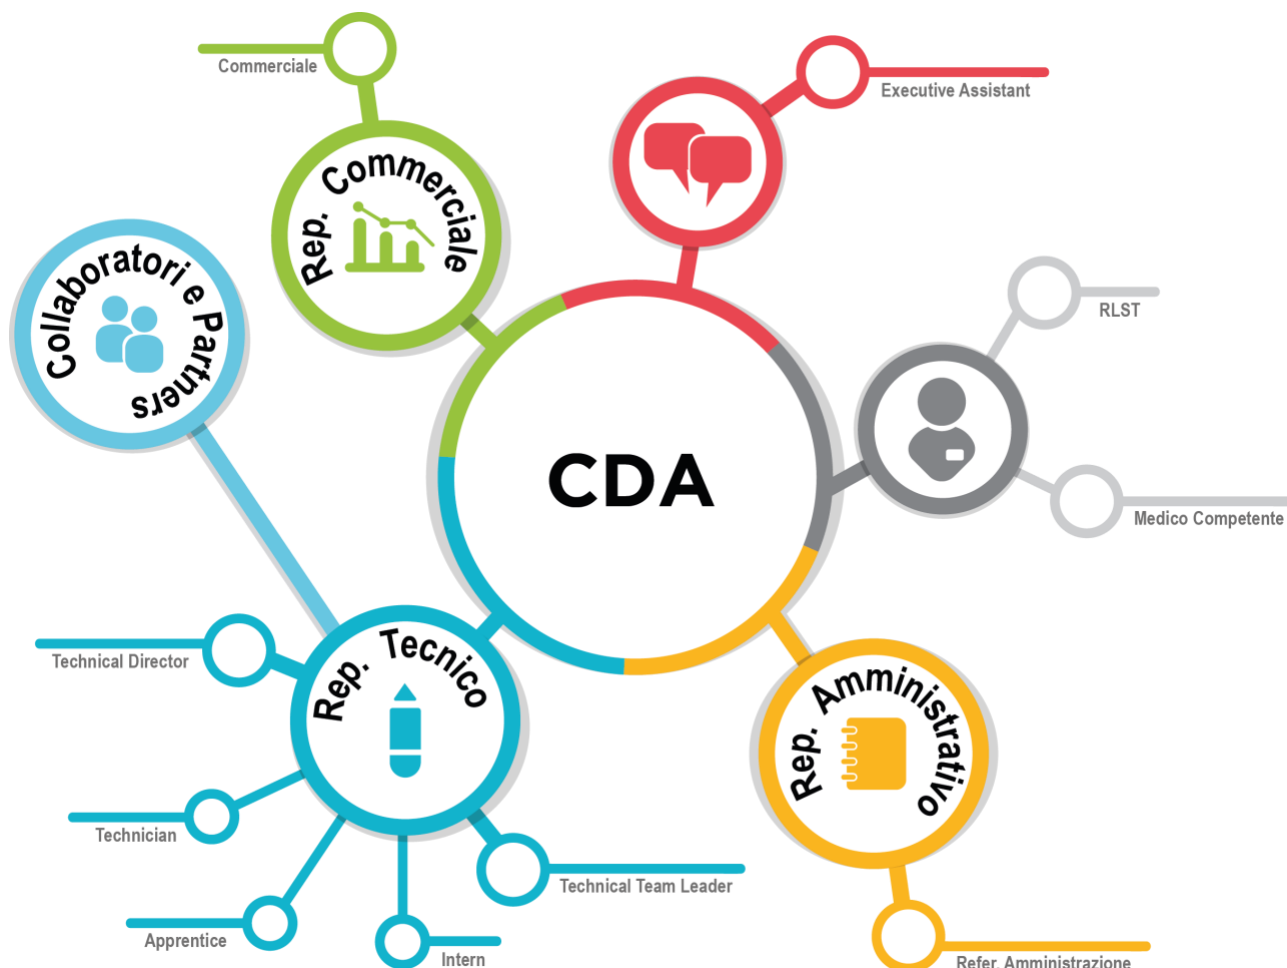 Commerciale
Executive Assistant
Rep. Commerciale
Collaboratori e Partners
RLST
CDA
Medico Competente
Rep. Tecnico
Technical Director
Rep. Amministrativo
Technician
Technical Team Leader
Apprentice
Intern
Refer. Amministrazione